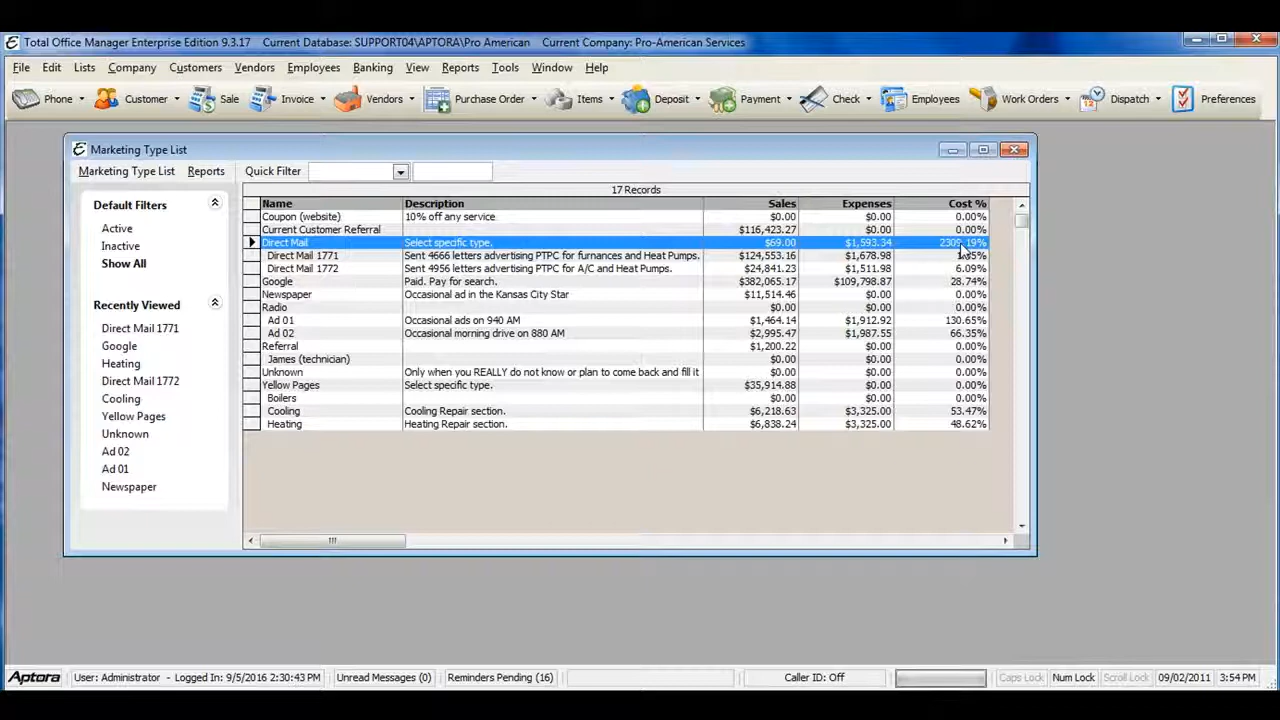 Total Office Manager Enterprise Edition 9.3.17 Current Database: SUPPORT04\APTORA\Pro American Current Company: Pro-American Services
File Edit Lists Company Customers Vendors Employees Banking View Reports Tools Window Help
Phone Customer Sale Invoice Vendors Purchase Order Items Deposit Payment Check Employees Work Orders Dispatch Preferences
Marketing Type List
Marketing Type List Reports Quick Filter
Default Filters
Active
Inactive
Show All
Recently Viewed
Direct Mail 1771
Google
Heating
Direct Mail 1772
Cooling
Yellow Pages
Unknown
Ad 02
Ad 01
Newspaper
17 Records
Name Description Sales Expenses Cost %
Coupon (website) 10% off any service $0.00 $0.00 0.00%
Current Customer Referral $116,423.27 $0.00 0.00%
Direct Mail Select specific type. $69.00 $1,593.34 2309.19%
Direct Mail 1771 Sent 4666 letters advertising PTPC for furnances and Heat Pumps. $124,553.16 $1,678.98
Direct Mail 1772 Sent 4956 letters advertising PTPC for A/C and Heat Pumps. $24,841.23 $1,511.98 6.09%
Google Paid. Pay for search. $382,065.17 $109,798.87 28.74%
Newspaper Occasional ad in the Kansas City Star $11,514.46 $0.00 0.00%
Radio $0.00 $0.00 0.00%
Ad 01 Occasional ads on 940 AM $1,464.14 $1,912.92 130.65%
Ad 02 Occasional morning drive on 880 AM $2,995.47 $1,987.55 66.35%
Referral $1,200.22 $0.00 0.00%
James (technician) $0.00 $0.00 0.00%
Unknown Only when you REALLY do not know or plan to come back and fill it $0.00 $0.00 0.00%
Yellow Pages Select specific type. $35,914.88 $0.00 0.00%
Boilers $0.00 $0.00 0.00%
Cooling Cooling Repair section. $6,218.63 $3,325.00 53.47%
Heating Heating Repair section. $6,838.24 $3,325.00 48.62%
Aptora User: Administrator - Logged In: 9/5/2016 2:30:43 PM Unread Messages (0) Reminders Pending (16) Caller ID: Off Caps Lock Num Lock Scroll Lock 09/02/2011 3:54 PM